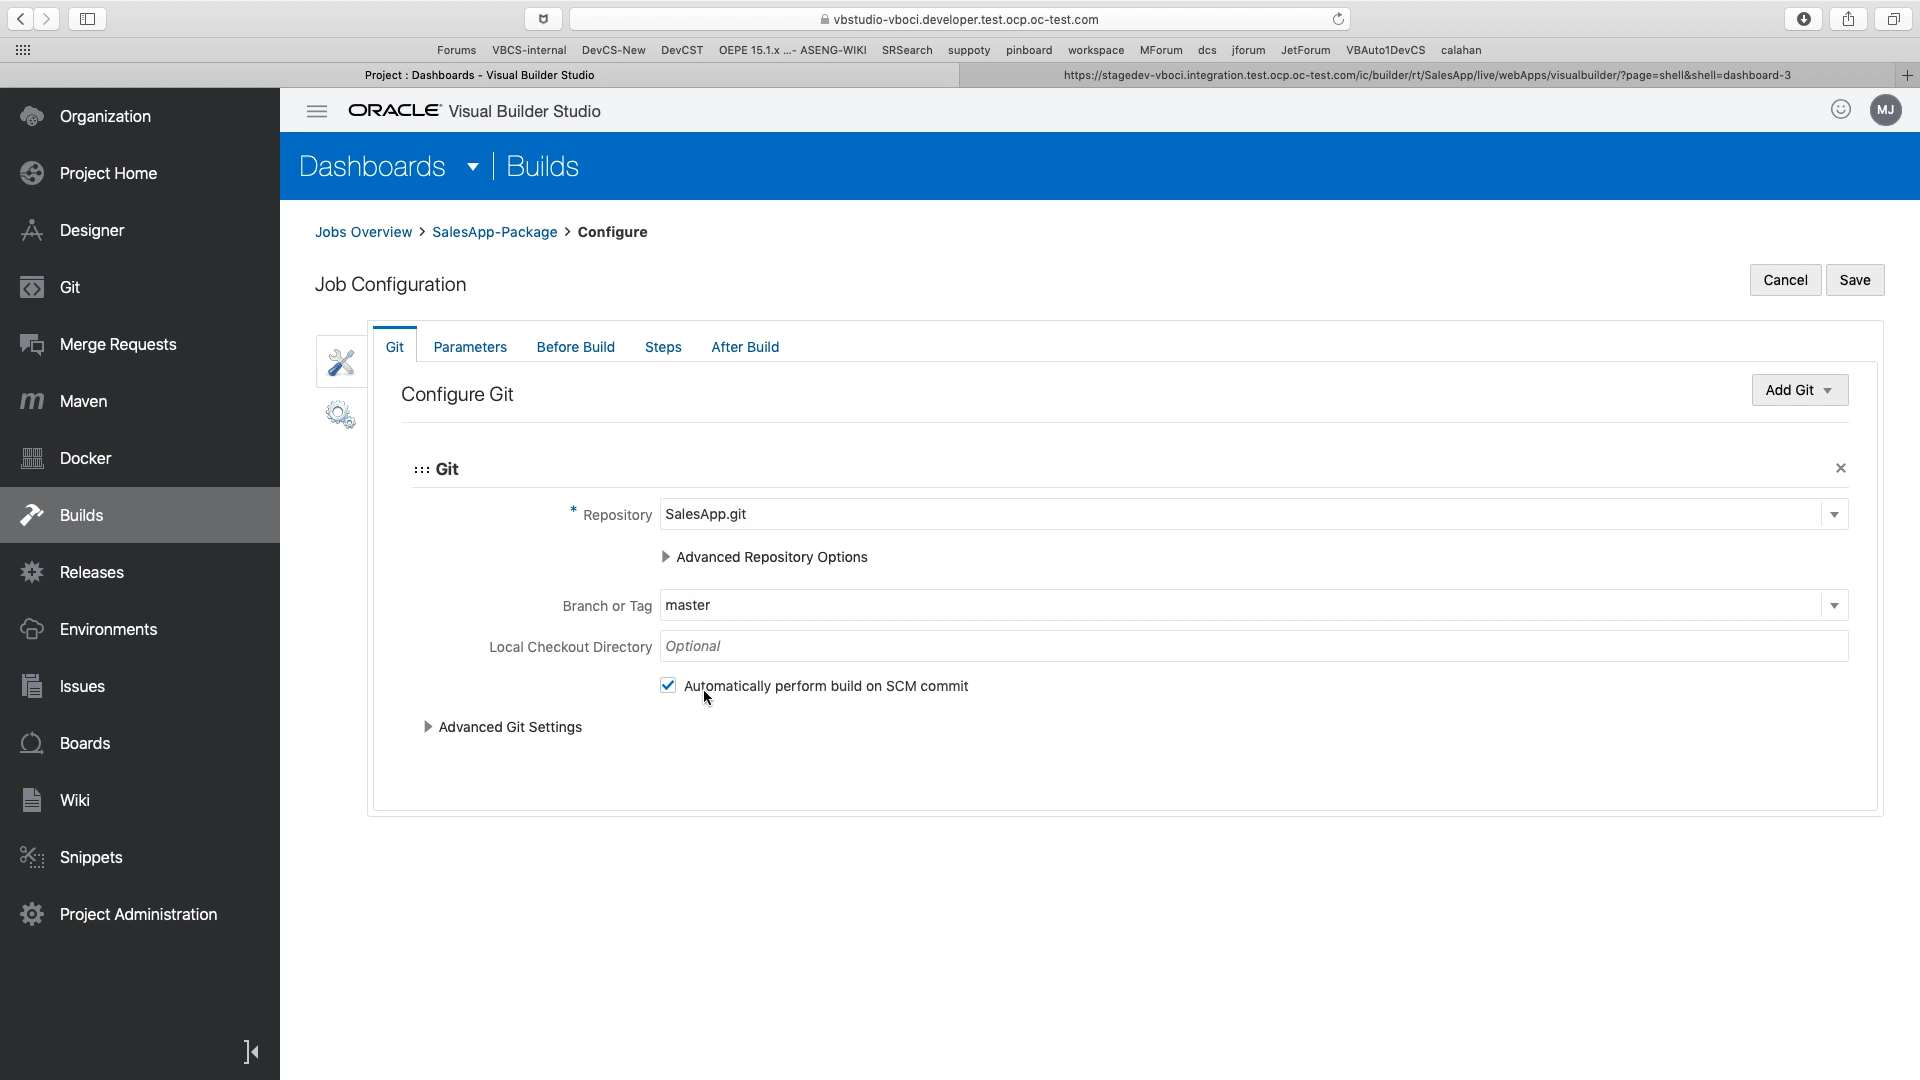 vbstudio-vboci.developer.test.ocp.oc-test.com
Forums VBCS-internal DevCS-New DevCST OEPE 15.1.x ...- ASENG-WIKI SRSearch suppoty pinboard workspace MForum dcs jforum JetForum VBAuto1DevCS calahan
Project : Dashboards - Visual Builder Studio
https://stagedev-vboci.integration.test.ocp.oc-test.com/ic/builder/rt/SalesApp/live/webApps/visualbuilder/?page=shell&shell=dashboard-3
Organization
Project Home
Designer
Git
Merge Requests
Maven
Docker
Builds
Releases
Environments
Issues
Boards
Wiki
Snippets
Project Administration
ORACLE Visual Builder Studio
MJ
Dashboards | Builds
Jobs Overview > SalesApp-Package > Configure
Job Configuration
Cancel Save
Git Parameters Before Build Steps After Build
Configure Git
Add Git
Git
* Repository SalesApp.git
Advanced Repository Options
Branch or Tag master
Local Checkout Directory Optional
Automatically perform build on SCM commit
Advanced Git Settings